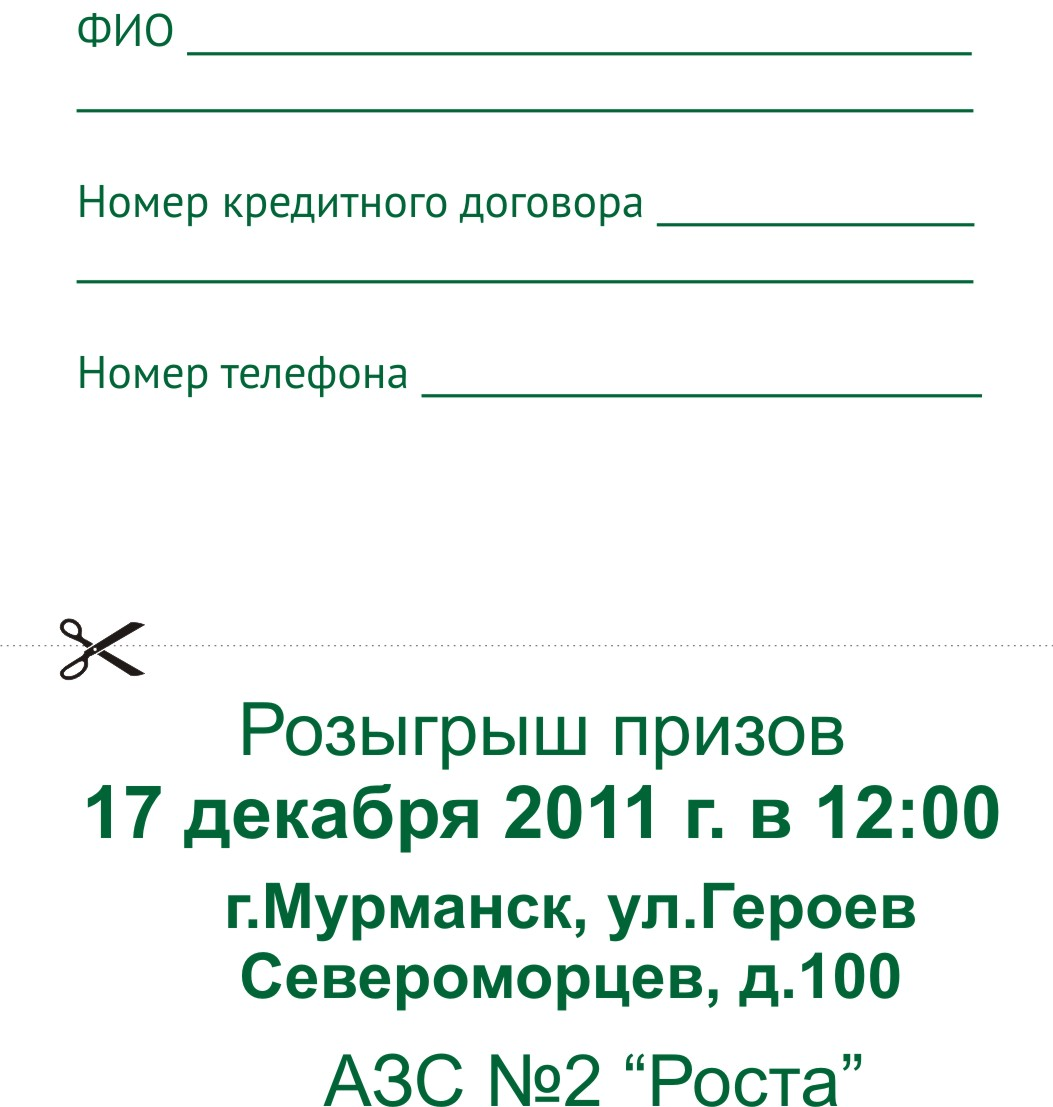 ФИО
Номер кредитного договора
Номер телефона
Розыгрыш призов
17 декабря 2011 г. в 12:00
г.Мурманск, ул.Героев
Североморцев, д.100
АЗС №2 “Роста”